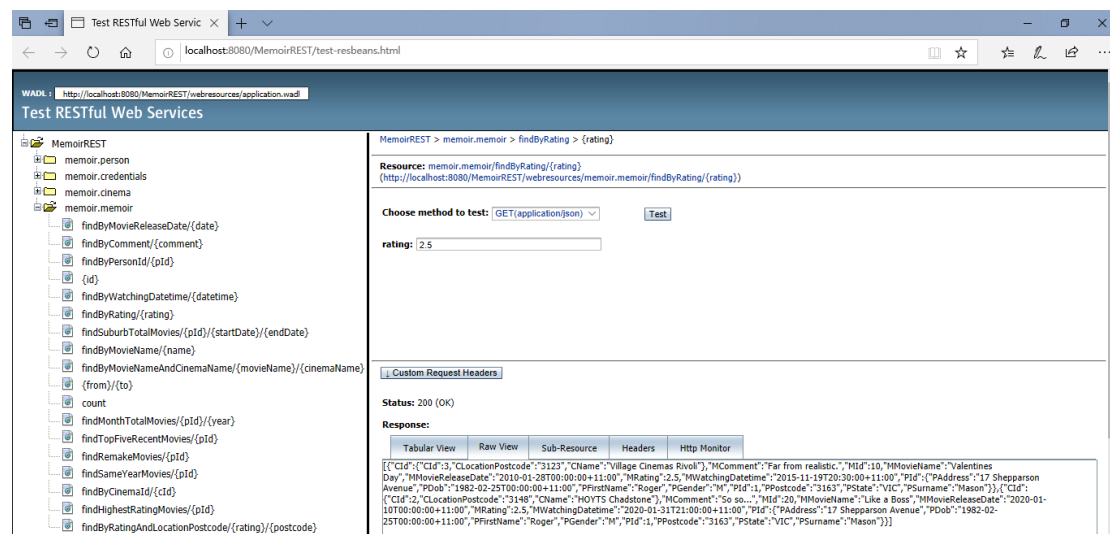 Test RESTful Web Servic
localhost:8080/MemoirREST/test-resbeans.html
WADL : http://localhost:8080/MemoirREST/webresources/application.wadl
Test RESTful Web Services
MemoirREST
memoir.person
memoir.credentials
memoir.cinema
memoir.memoir
findByMovieReleaseDate/{date}
findByComment/{comment}
findByPersonId/{pId}
{id}
findByWatchingDatetime/{datetime}
findByRating/{rating}
findSuburbTotalMovies/{pId}/{startDate}/{endDate}
findByMovieName/{name}
findByMovieNameAndCinemaName/{movieName}/{cinemaName}
{from}/{to}
count
findMonthTotalMovies/{pId}/{year}
findTopFiveRecentMovies/{pId}
findRemakeMovies/{pId}
findSameYearMovies/{pId}
findByCinemaId/{cId}
findHighestRatingMovies/{pId}
findByRatingAndLocationPostcode/{rating}/{postcode}
MemoirREST > memoir.memoir > findByRating > {rating}
Resource: memoir.memoir/findByRating/{rating}
(http://localhost:8080/MemoirREST/webresources/memoir.memoir/findByRating/{rating})
Choose method to test: GET(application/json) Test
rating: 2.5
↓ Custom Request Headers
Status: 200 (OK)
Response:
Tabular View Raw View Sub-Resource Headers Http Monitor
[{"CId":{"CId":3,"CLocationPostcode":"3123","CName":"Village Cinemas Rivoli"},"MComment":"Far from realistic.","MId":10,"MMovieName":"Valentines
Day","MMovieReleaseDate":"2010-01-28T00:00:00+11:00","MRating":2.5,"MWatchingDatetime":"2015-11-19T20:30:00+11:00","PId":{"PAddress":"17 Shepparson
Avenue","PDob":"1982-02-25T00:00:00+11:00","PFirstName":"Roger","PGender":"M","PId":1,"PPostcode":"3163","PState":"VIC","PSurname":"Mason"}},{"CId":
{"CId":2,"CLocationPostcode":"3148","CName":"HOYTS Chadstone"},"MComment":"So so...","MId":20,"MMovieName":"Like a Boss","MMovieReleaseDate":"2020-01-
10T00:00:00+11:00","MRating":2.5,"MWatchingDatetime":"2020-01-31T21:00:00+11:00","PId":{"PAddress":"17 Shepparson Avenue","PDob":"1982-02-
25T00:00:00+11:00","PFirstName":"Roger","PGender":"M","PId":1,"PPostcode":"3163","PState":"VIC","PSurname":"Mason"}}]